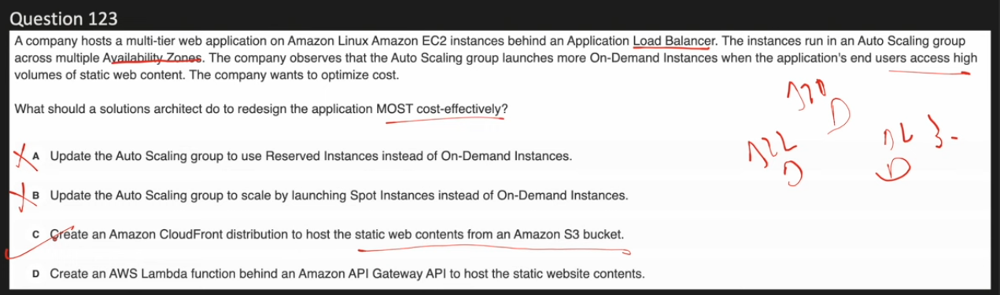 Question 123
A company hosts a multi-tier web application on Amazon Linux Amazon EC2 instances behind an Application Load Balancer. The instances run in an Auto Scaling group
across multiple Availability Zones. The company observes that the Auto Scaling group launches more On-Demand Instances when the application's end users access high
volumes of static web content. The company wants to optimize cost.
What should a solutions architect do to redesign the application MOST cost-effectively?
A Update the Auto Scaling group to use Reserved Instances instead of On-Demand Instances.
B Update the Auto Scaling group to scale by launching Spot Instances instead of On-Demand Instances.
C Create an Amazon CloudFront distribution to host the static web contents from an Amazon S3 bucket.
D Create an AWS Lambda function behind an Amazon API Gateway API to host the static website contents.
D
D
D